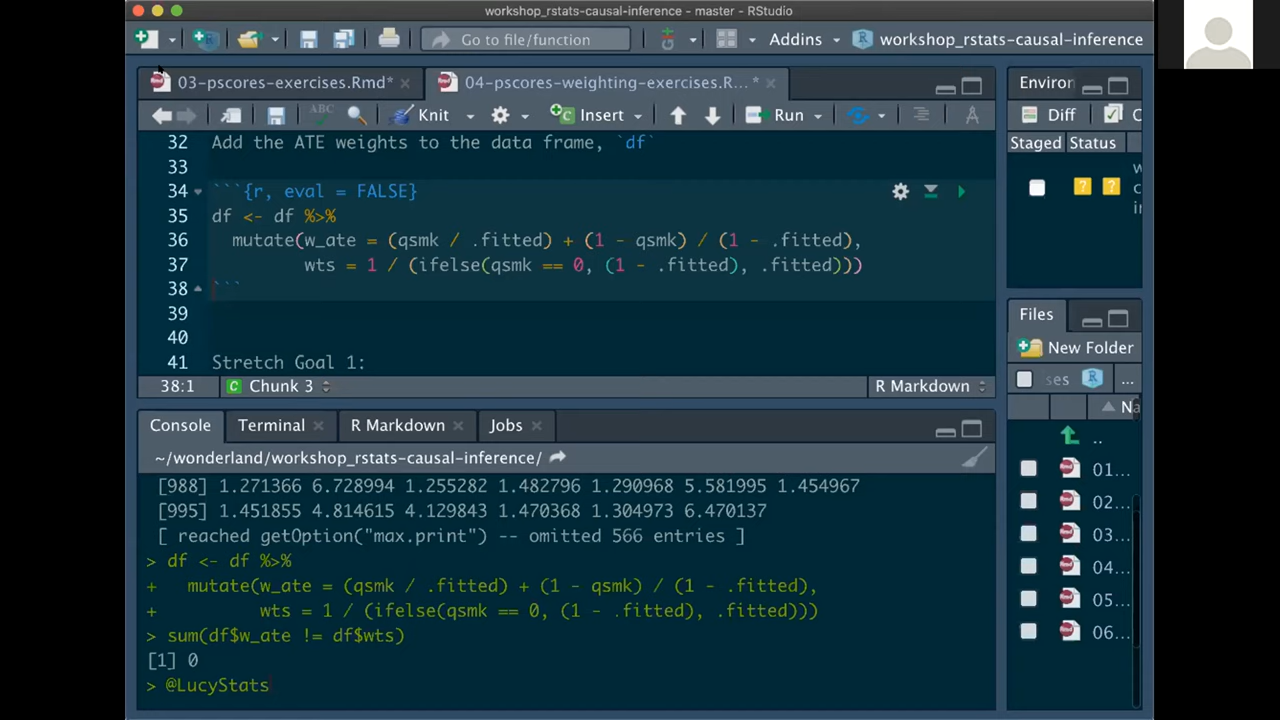 workshop_rstats-causal-inference - master - RStudio
Go to file/function
Addins
workshop_rstats-causal-inference
03-pscores-exercises.Rmd*
04-pscores-weighting-exercises.R... *
Environ
ABC
Knit
Insert
Run
Diff
C
Staged Status
32 Add the ATE weights to the data frame, `df`
33
34 ```{r, eval = FALSE}
35 df <- df %>%
36 mutate(w_ate = (qsmk / .fitted) + (1 - qsmk) / (1 - .fitted),
37 wts = 1 / (ifelse(qsmk == 0, (1 - .fitted), .fitted)))
38 ```
39
40
41 Stretch Goal 1:
38:1
Chunk 3
R Markdown
w
c
in
Files
New Folder
ses
...
Na
..
01...
02...
03...
04...
05...
06...
Console
Terminal
R Markdown
Jobs
~/wonderland/workshop_rstats-causal-inference/
[988] 1.271366 6.728994 1.255282 1.482796 1.290968 5.581995 1.454967
[995] 1.451855 4.814615 4.129843 1.470368 1.304973 6.470137
[ reached getOption("max.print") -- omitted 566 entries ]
> df <- df %>%
+ mutate(w_ate = (qsmk / .fitted) + (1 - qsmk) / (1 - .fitted),
+ wts = 1 / (ifelse(qsmk == 0, (1 - .fitted), .fitted)))
> sum(df$w_ate != df$wts)
[1] 0
> @LucyStats